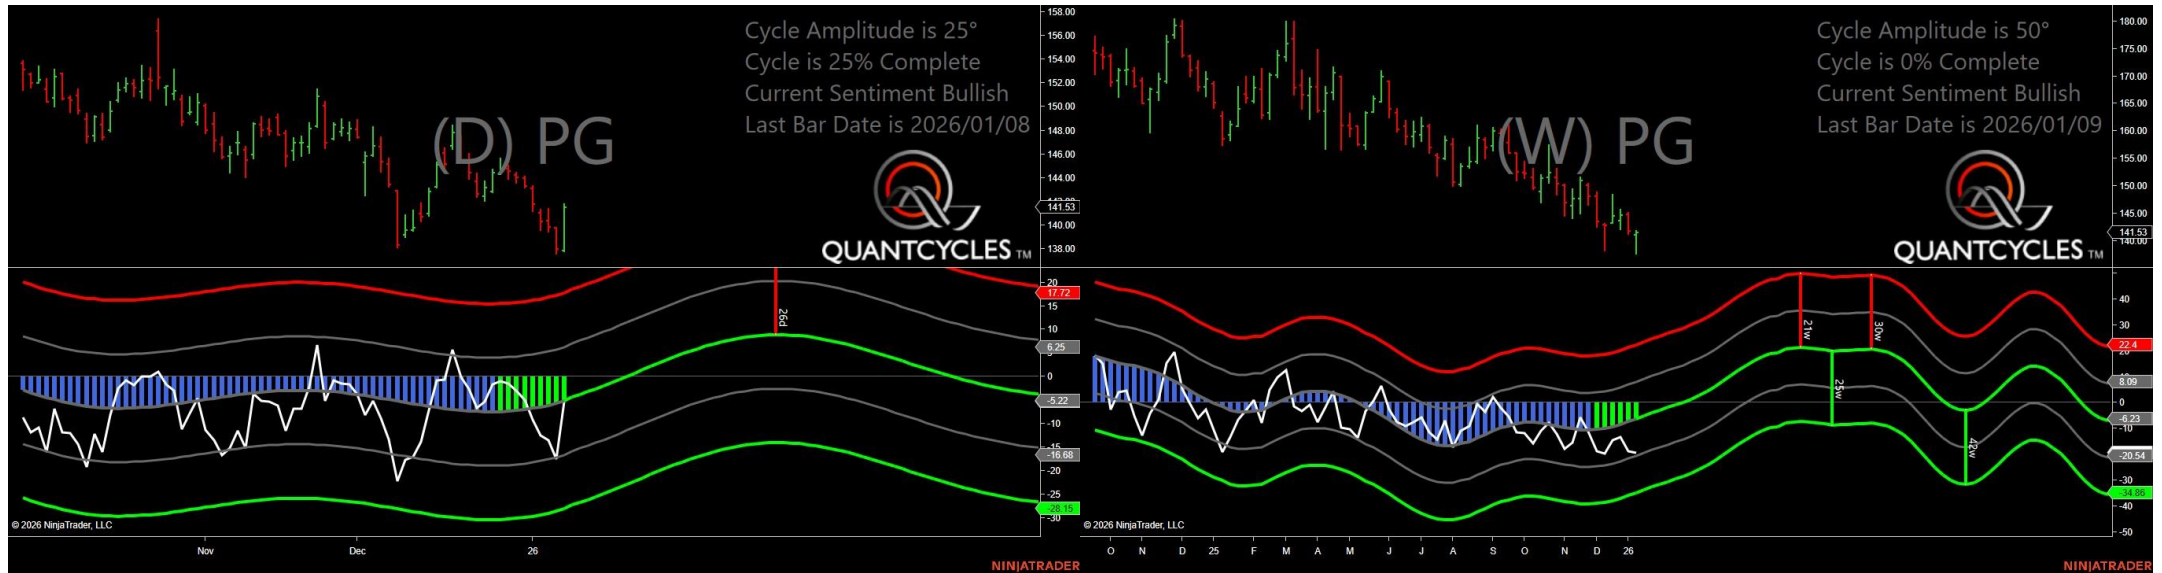 Cycle Amplitude is 25°
Cycle is 25% Complete
Current Sentiment Bullish
Last Bar Date is 2026/01/08
(D) PG
QUANTCYCLES TM
158.00
156.00
154.00
152.00
150.00
148.00
146.00
144.00
141.53
140.00
138.00
26d
20
17.72
15
10
6.25
0
-5.22
-10
-16.68
-20
-25
-28.15
-30
© 2026 NinjaTrader, LLC
Nov
Dec
26
NINJATRADER
Cycle Amplitude is 50°
Cycle is 0% Complete
Current Sentiment Bullish
Last Bar Date is 2026/01/09
(W) PG
QUANTCYCLES TM
180.00
175.00
170.00
165.00
160.00
155.00
150.00
145.00
141.53
140.00
21w
30w
25w
42w
40
30
22.4
20
8.09
0
-6.23
-10
-20.54
-30
-34.86
-40
-50
© 2026 NinjaTrader, LLC
O N D 25 F M A M J J A S O N D 26
NINJATRADER